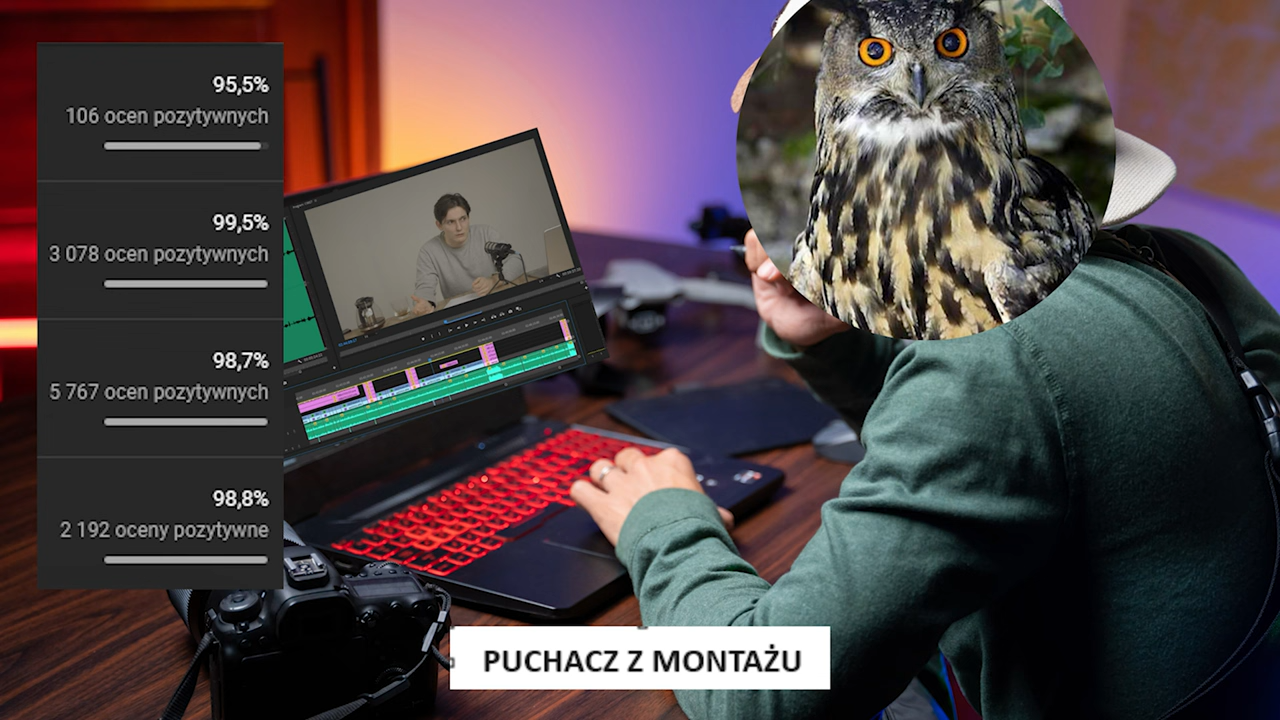 95,5%
106 ocen pozytywnych
99,5%
3 078 ocen pozytywnych
98,7%
5 767 ocen pozytywnych
98,8%
2 192 oceny pozytywne
PUCHACZ Z MONTAŻU